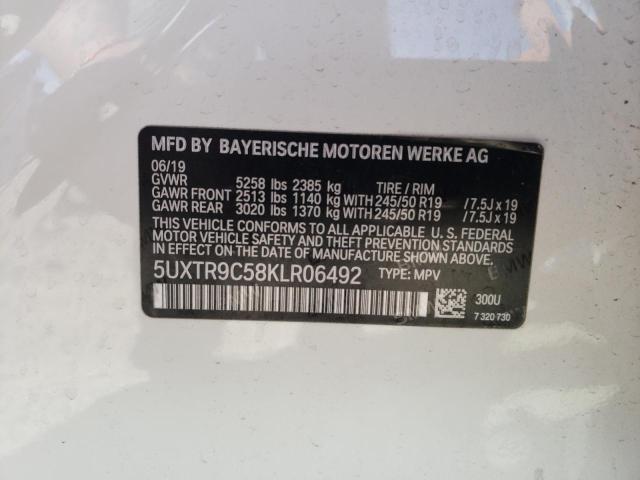 MFD BY BAYERISCHE MOTOREN WERKE AG
06/19
GVWR 5258 lbs 2385 kg TIRE / RIM
GAWR FRONT 2513 lbs 1140 kg WITH 245/50 R19 /7.5J x 19
GAWR REAR 3020 lbs 1370 kg WITH 245/50 R19 /7.5J x 19
THIS VEHICLE CONFORMS TO ALL APPLICABLE U. S. FEDERAL
MOTOR VEHICLE SAFETY AND THEFT PREVENTION STANDARDS
IN EFFECT ON THE DATE OF MANUFACTURE SHOWN ABOVE.
5UXTR9C58KLR06492 TYPE: MPV
300U
7 320 730